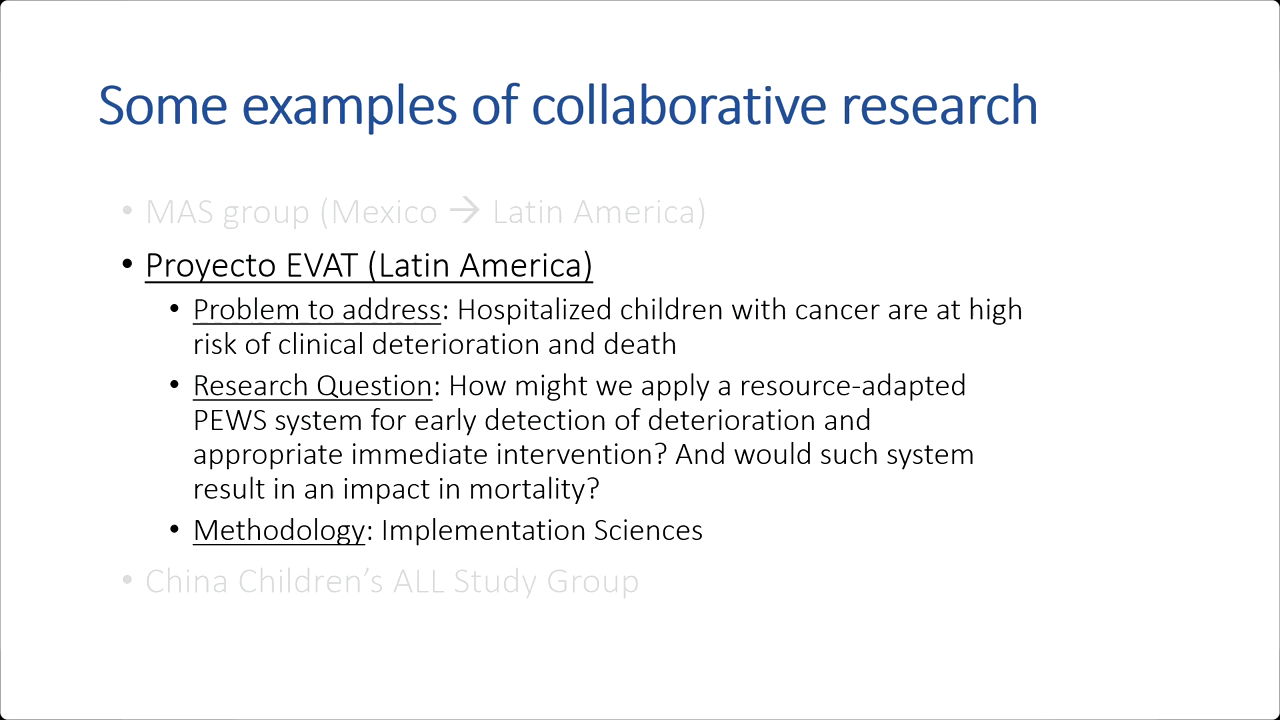 Some examples of collaborative research
• MAS group (Mexico → Latin America)
• Proyecto EVAT (Latin America)
• Problem to address: Hospitalized children with cancer are at high
risk of clinical deterioration and death
• Research Question: How might we apply a resource-adapted
PEWS system for early detection of deterioration and
appropriate immediate intervention? And would such system
result in an impact in mortality?
• Methodology: Implementation Sciences
• China Children’s ALL Study Group